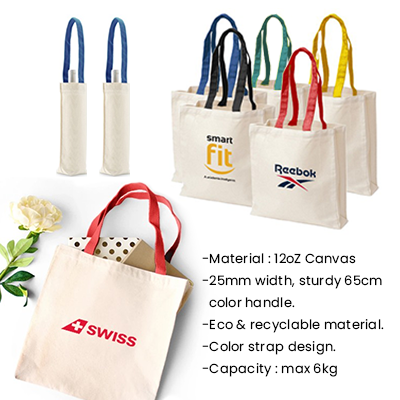 smart
fit
Reebok
SWISS
-Material : 12oZ Canvas
-25mm width, sturdy 65cm
color handle.
-Eco & recyclable material.
-Color strap design.
-Capacity : max 6kg